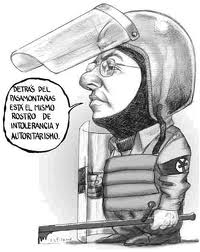 DETRÁS DEL
PASAMONTAÑAS
ESTÁ EL MISMO
ROSTRO DE
INTOLERANCIA Y
AUTORITARISMO.